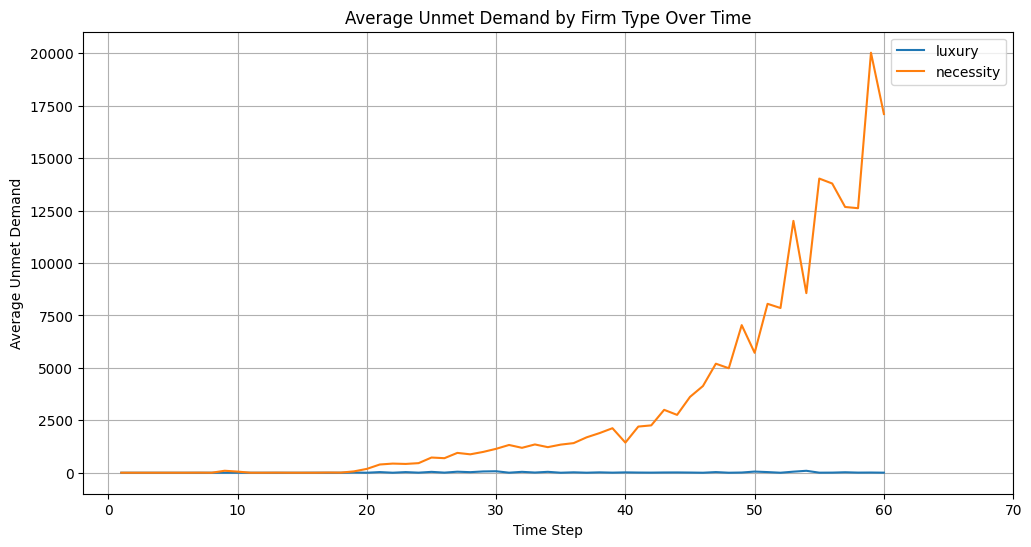 Average Unmet Demand by Firm Type Over Time
luxury
necessity
Average Unmet Demand
20000
17500
15000
12500
10000
7500
5000
2500
0
0 10 20 30 40 50 60 70
Time Step